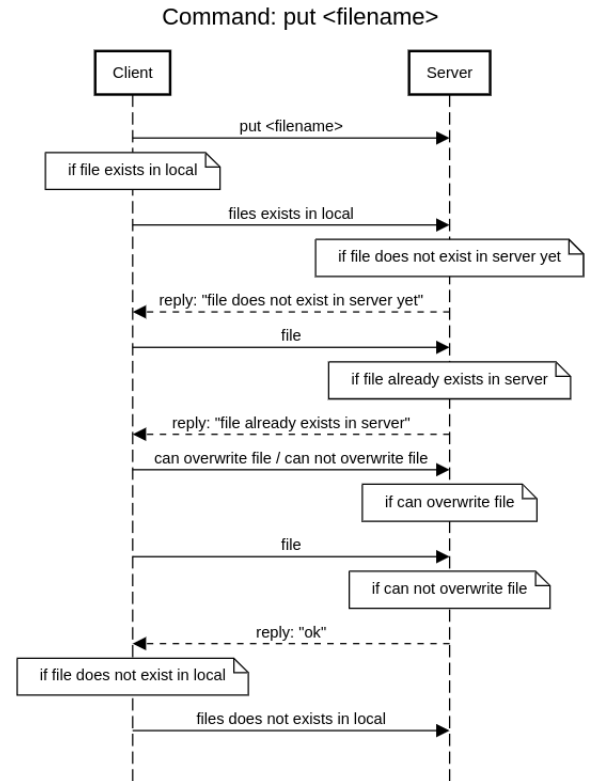 Command: put <filename>
Client
Server
put <filename>
if file exists in local
files exists in local
if file does not exist in server yet
reply: "file does not exist in server yet"
file
if file already exists in server
reply: "file already exists in server"
can overwrite file / can not overwrite file
if can overwrite file
file
if can not overwrite file
reply: "ok"
if file does not exist in local
files does not exists in local